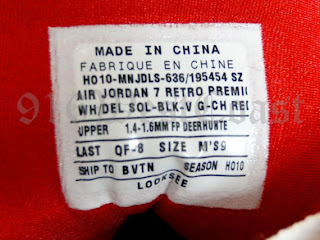 MADE IN CHINA
FABRIQUE EN CHINE
HO10-MNJDLS-636/195454 SZ
AIR JORDAN 7 RETRO PREMI
WH/DEL SOL-BLK-V G-CH RED
UPPER 1.4-1.6MM FP DEERHUNTE
LAST QF-8 SIZE M'S9
SHIP TO BVTN SEASON HO10
LOOKSEE